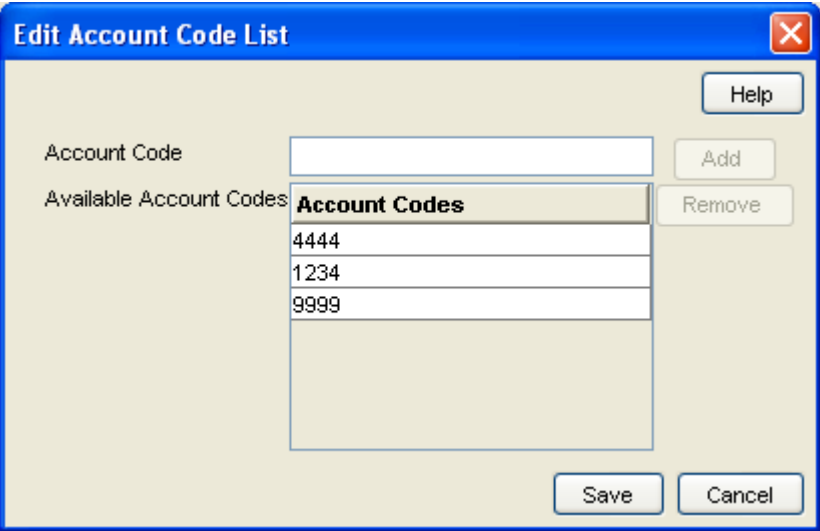 Edit Account Code List
Help
Account Code
Add
Available Account Codes
Account Codes
Remove
4444
1234
9999
Save
Cancel